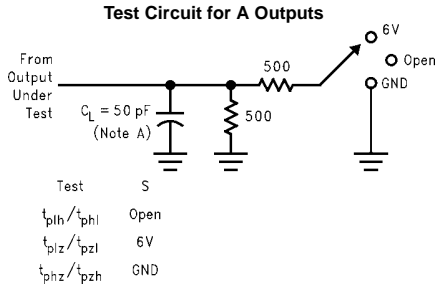 Test Circuit for A Outputs
6V
From
Output
Under
Test
500
Open
GND
C_L = 50 pF
(Note A)
500
Test S
t_plh/t_phl Open
t_plz/t_pzl 6V
t_phz/t_pzh GND